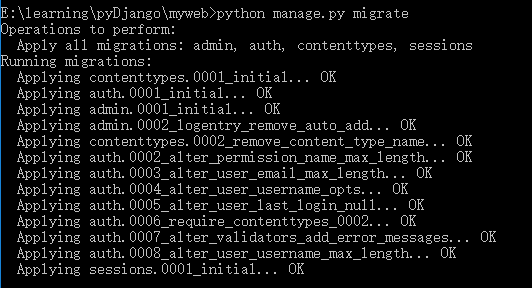 E:\learning\pyDjango\myweb>python manage.py migrate
Operations to perform:
  Apply all migrations: admin, auth, contenttypes, sessions
Running migrations:
  Applying contenttypes.0001_initial... OK
  Applying auth.0001_initial... OK
  Applying admin.0001_initial... OK
  Applying admin.0002_logentry_remove_auto_add... OK
  Applying contenttypes.0002_remove_content_type_name... OK
  Applying auth.0002_alter_permission_name_max_length... OK
  Applying auth.0003_alter_user_email_max_length... OK
  Applying auth.0004_alter_user_username_opts... OK
  Applying auth.0005_alter_user_last_login_null... OK
  Applying auth.0006_require_contenttypes_0002... OK
  Applying auth.0007_alter_validators_add_error_messages... OK
  Applying auth.0008_alter_user_username_max_length... OK
  Applying sessions.0001_initial... OK